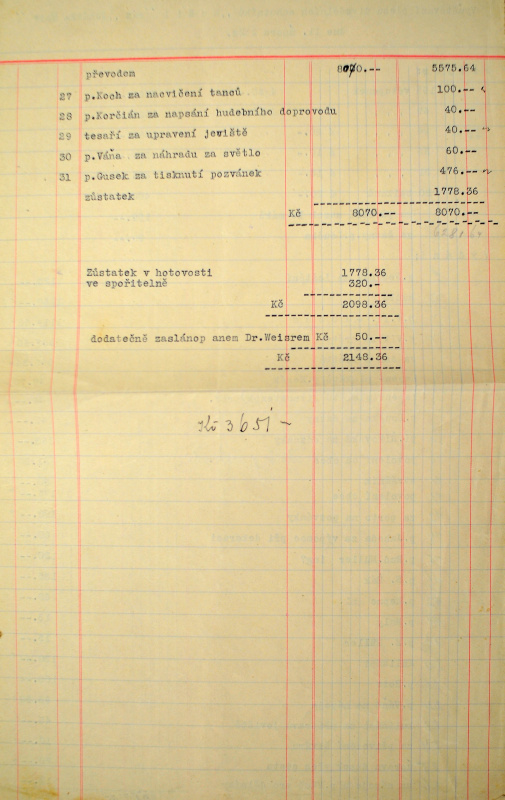 převodem 8070.-- 5575.64
27 p.Koch za nacvičení tanců 100.--
28 p.Korčián za napsání hudebního doprovodu 40.--
29 tesaři za upravení jeviště 40.--
30 p.Váňa za náhradu za světlo 60.--
31 p.Gusek za tisknutí pozvánek 476.--
zůstatek 1778.36
Kč 8070.-- 8070.--
Zůstatek v hotovosti 1778.36
ve spořitelně 320.-
Kč 2098.36
dodatečně zaslánop anem Dr.Weisrem Kč 50.--
Kč 2148.36
Kč 3651 –